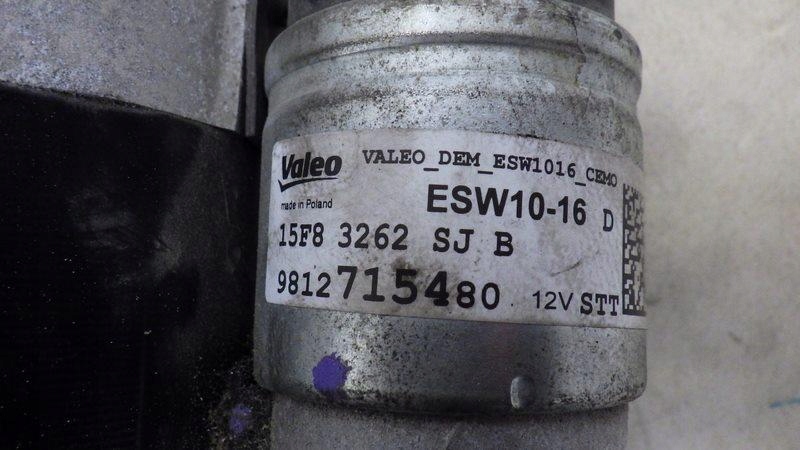 Valeo VALEO_DEM_ESW1016_CEMO
made in Poland ESW10-16 D
15F8 3262 SJ B
9812715480 12V STT